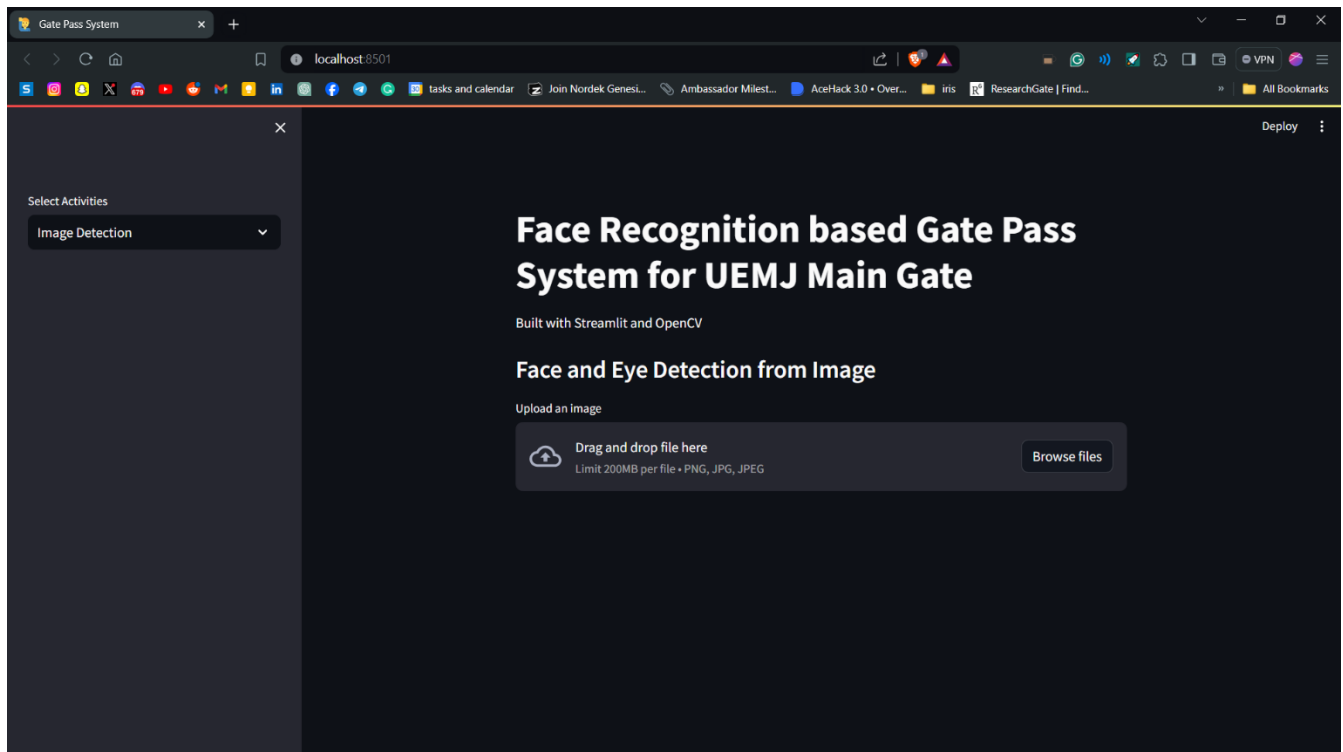 Gate Pass System
localhost:8501
VPN
679
tasks and calendar
Join Nordek Genesi...
Ambassador Milest...
AceHack 3.0 • Over...
iris
ResearchGate | Find...
»
All Bookmarks
Deploy
Select Activities
Image Detection
Face Recognition based Gate Pass
System for UEMJ Main Gate
Built with Streamlit and OpenCV
Face and Eye Detection from Image
Upload an image
Drag and drop file here
Limit 200MB per file • PNG, JPG, JPEG
Browse files